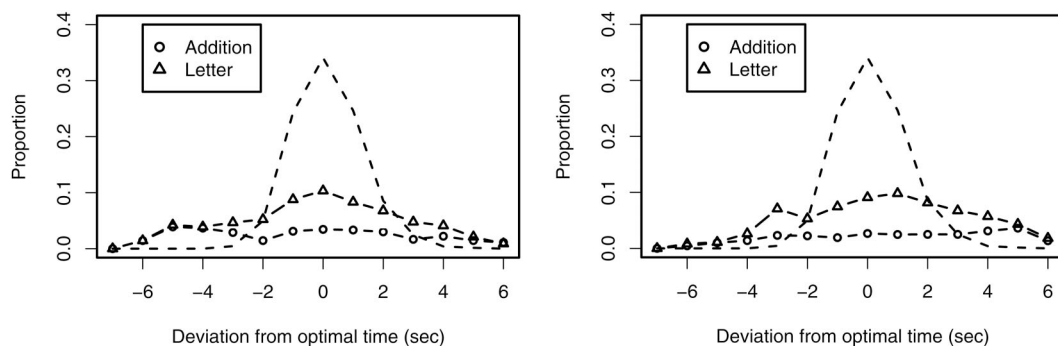 0.4
0.3
0.2
0.1
0.0
Proportion
Addition
Letter
−6 −4 −2 0 2 4 6
Deviation from optimal time (sec)
0.4
0.3
0.2
0.1
0.0
Proportion
Addition
Letter
−6 −4 −2 0 2 4 6
Deviation from optimal time (sec)